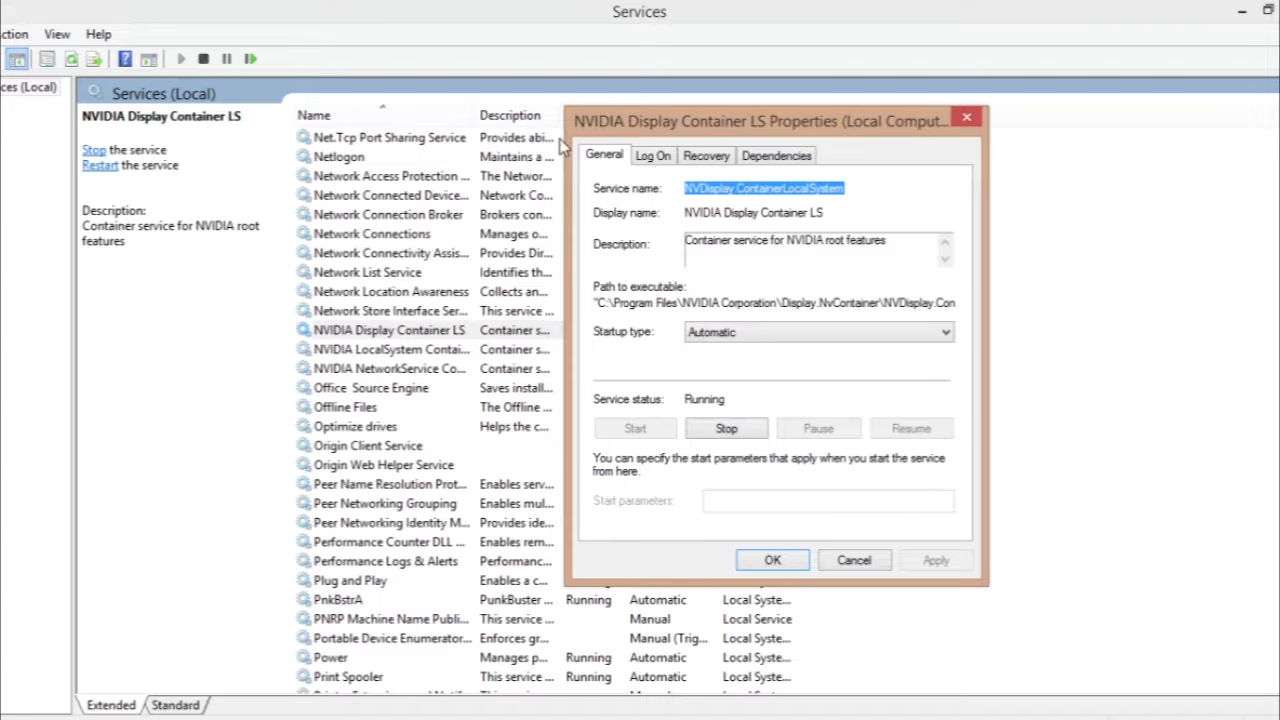 Services
ction View Help
ces (Local)
Services (Local)
NVIDIA Display Container LS
Stop the service
Restart the service
Description:
Container service for NVIDIA root
features
Name Description
Net.Tcp Port Sharing Service Provides abi...
Netlogon Maintains a ...
Network Access Protection ... The Networ...
Network Connected Device... Network Co...
Network Connection Broker Brokers con...
Network Connections Manages o...
Network Connectivity Assis... Provides Dir...
Network List Service Identifies th...
Network Location Awareness Collects an...
Network Store Interface Ser... This service ...
NVIDIA Display Container LS Container s...
NVIDIA LocalSystem Contai... Container s...
NVIDIA NetworkService Co... Container s...
Office Source Engine Saves install...
Offline Files The Offline ...
Optimize drives Helps the c...
Origin Client Service
Origin Web Helper Service
Peer Name Resolution Prot... Enables serv...
Peer Networking Grouping Enables mul...
Peer Networking Identity M... Provides ide...
Performance Counter DLL ... Enables rem...
Performance Logs & Alerts Performanc...
Plug and Play Enables a c...
PnkBstrA PunkBuster ... Running Automatic Local Syste...
PNRP Machine Name Publi... This service ... Manual Local Service
Portable Device Enumerator... Enforces gr... Manual (Trig... Local Syste...
Power Manages p... Running Automatic Local Syste...
Print Spooler This service ... Running Automatic Local Syste...
Extended Standard
NVIDIA Display Container LS Properties (Local Comput...
General Log On Recovery Dependencies
Service name: NVDisplay.ContainerLocalSystem
Display name: NVIDIA Display Container LS
Description: Container service for NVIDIA root features
Path to executable:
"C:\Program Files\NVIDIA Corporation\Display.NvContainer\NVDisplay.Con
Startup type: Automatic
Service status: Running
Start Stop Pause Resume
You can specify the start parameters that apply when you start the service
from here.
Start parameters:
OK Cancel Apply